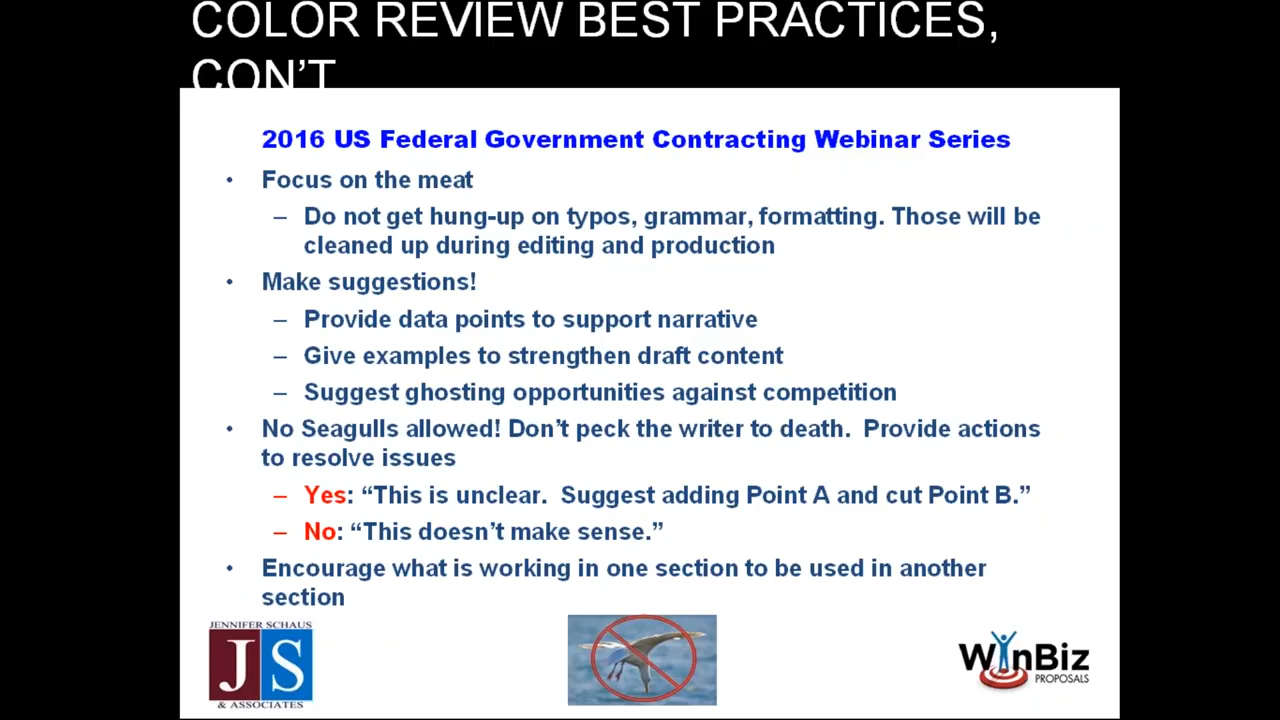 COLOR REVIEW BEST PRACTICES,
CON'T
2016 US Federal Government Contracting Webinar Series
• Focus on the meat
– Do not get hung-up on typos, grammar, formatting. Those will be
cleaned up during editing and production
• Make suggestions!
– Provide data points to support narrative
– Give examples to strengthen draft content
– Suggest ghosting opportunities against competition
• No Seagulls allowed! Don't peck the writer to death.  Provide actions
to resolve issues
– Yes: “This is unclear.  Suggest adding Point A and cut Point B.”
– No: “This doesn't make sense.”
• Encourage what is working in one section to be used in another
section
JENNIFER SCHAUS
JS
& ASSOCIATES
WinBiz
PROPOSALS